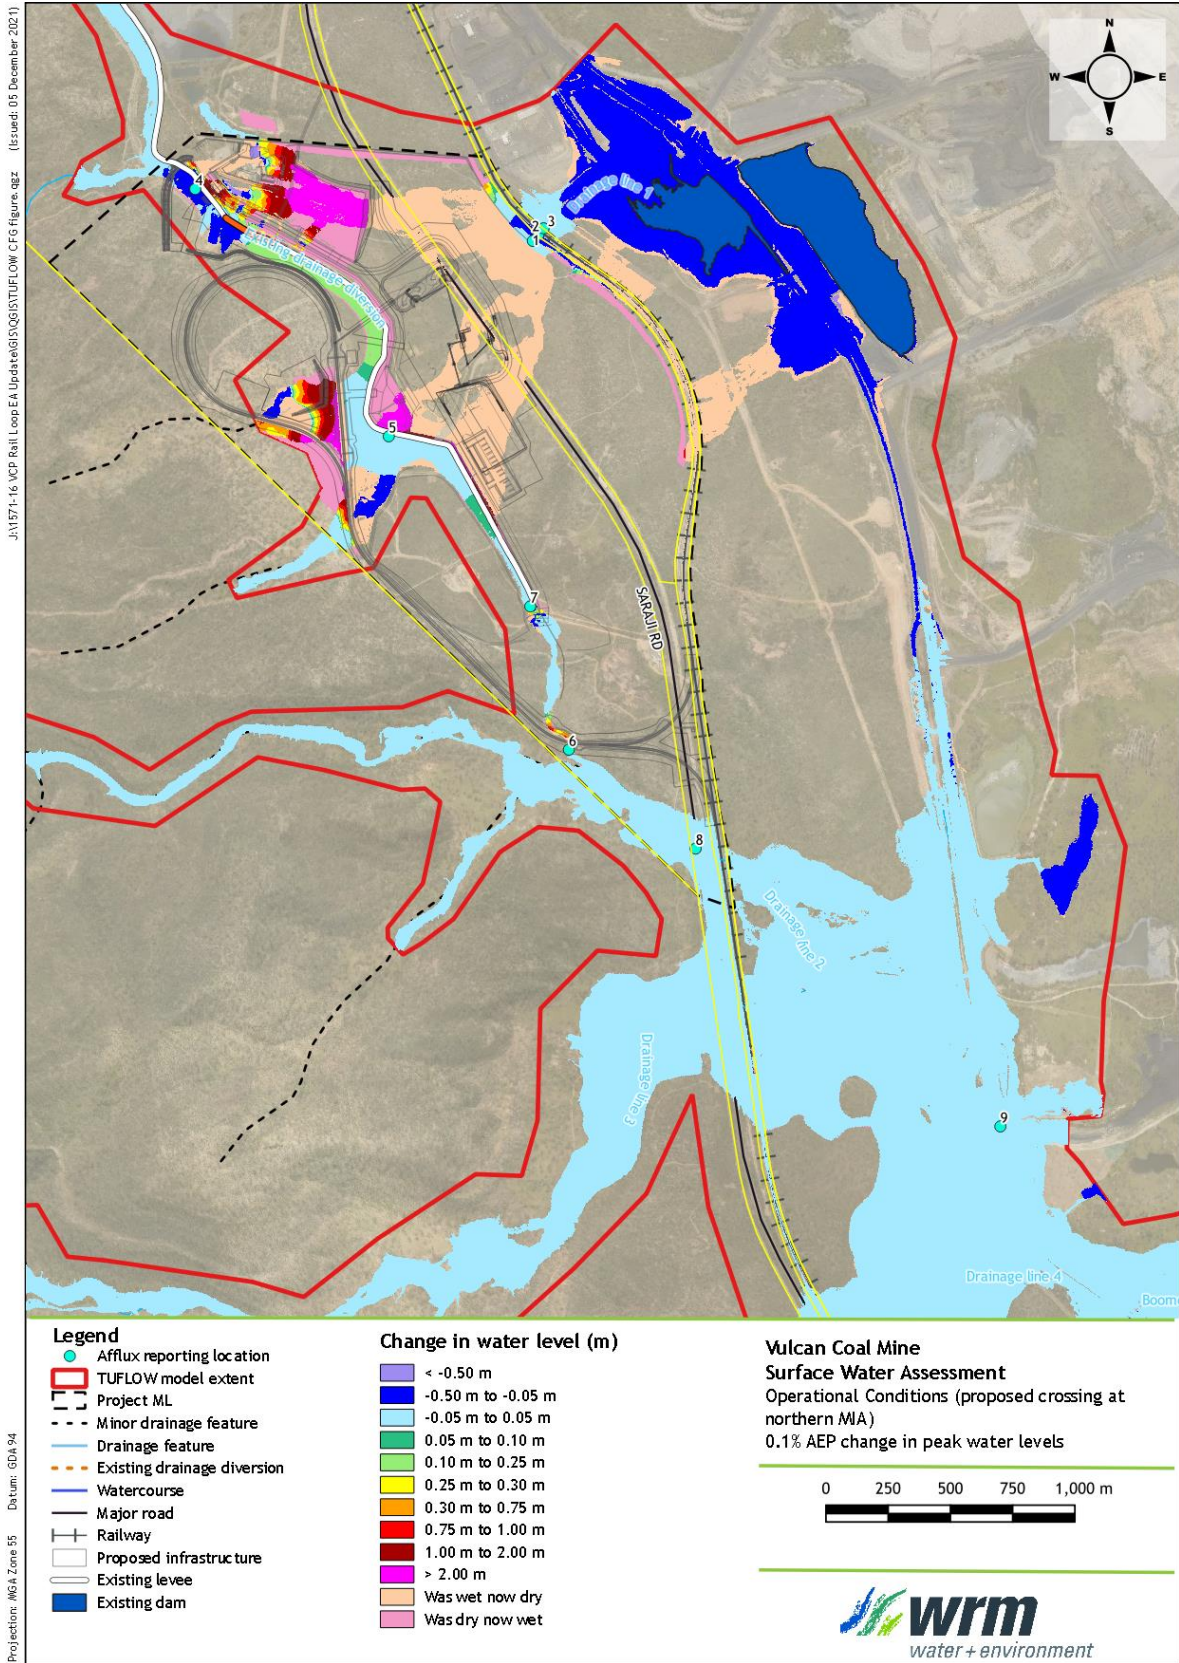 J:\1571-16 VCP Rail Loop EA Update\GIS\QGIS\TUFLOW CFG figure.qgz (Issued: 05 December 2021)
N
W
E
S
4
Drainage line 1
2
3
1
Existing drainage diversion
5
7
SARAJI RD
6
8
Drainage line 2
Drainage line 3
9
Drainage line 4
Boom
Projection: MGA Zone 55 Datum: GDA94
Legend
Afflux reporting location
TUFLOW model extent
Project ML
Minor drainage feature
Drainage feature
Existing drainage diversion
Watercourse
Major road
Railway
Proposed infrastructure
Existing levee
Existing dam
Change in water level (m)
< -0.50 m
-0.50 m to -0.05 m
-0.05 m to 0.05 m
0.05 m to 0.10 m
0.10 m to 0.25 m
0.25 m to 0.30 m
0.30 m to 0.75 m
0.75 m to 1.00 m
1.00 m to 2.00 m
> 2.00 m
Was wet now dry
Was dry now wet
Vulcan Coal Mine
Surface Water Assessment
Operational Conditions (proposed crossing at
northern MIA)
0.1% AEP change in peak water levels
0 250 500 750 1,000 m
wrm
water + environment